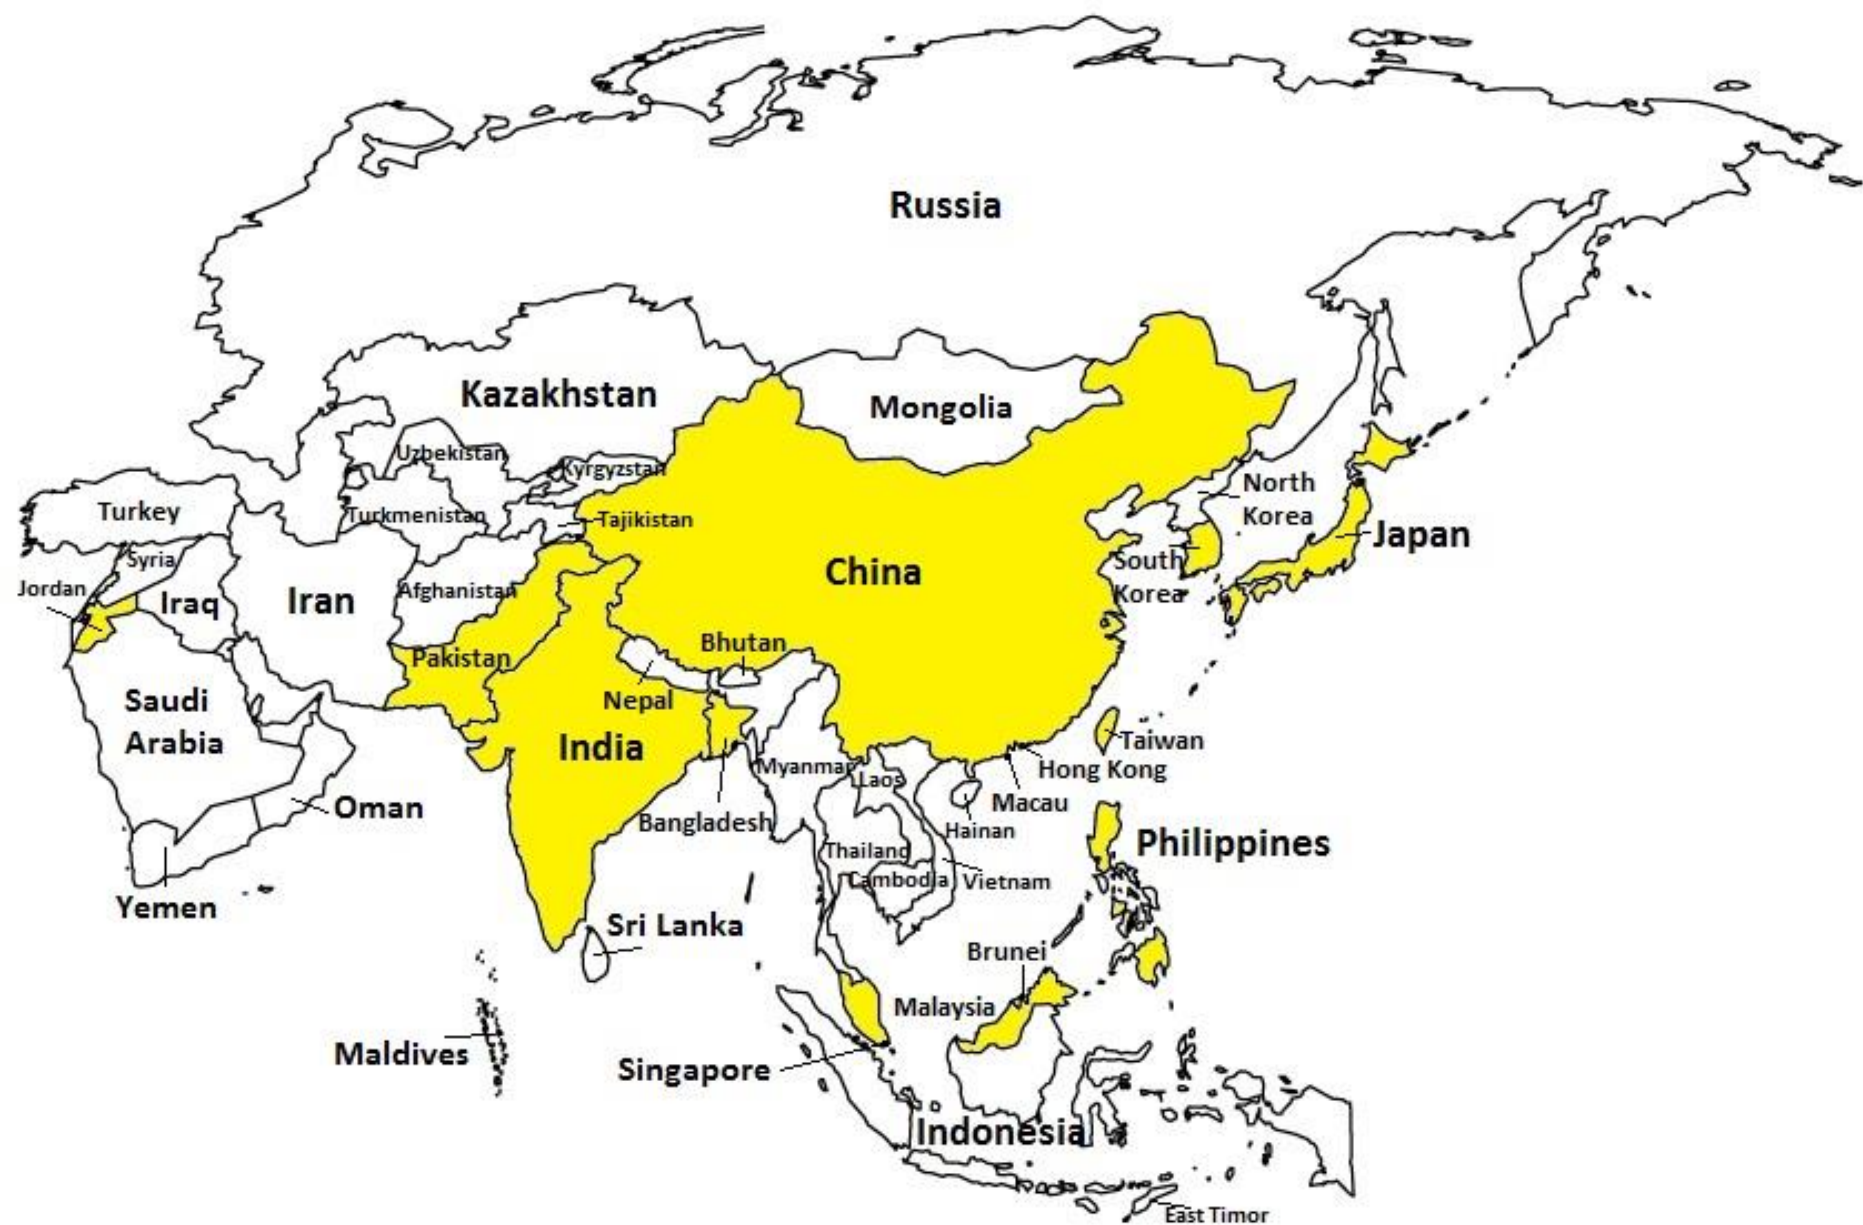 Russia
Kazakhstan
Mongolia
Uzbekistan
Kyrgyzstan
North
Korea
Turkey
Turkmenistan
Tajikistan
Japan
Syria
South
Korea
China
Jordan
Iraq
Iran
Afghanistan
Pakistan
Bhutan
Nepal
Saudi
Arabia
India
Taiwan
Myanmar
Laos
Hong Kong
Macau
Oman
Bangladesh
Hainan
Philippines
Thailand
Cambodia
Vietnam
Yemen
Sri Lanka
Brunei
Malaysia
Maldives
Singapore
Indonesia
East Timor